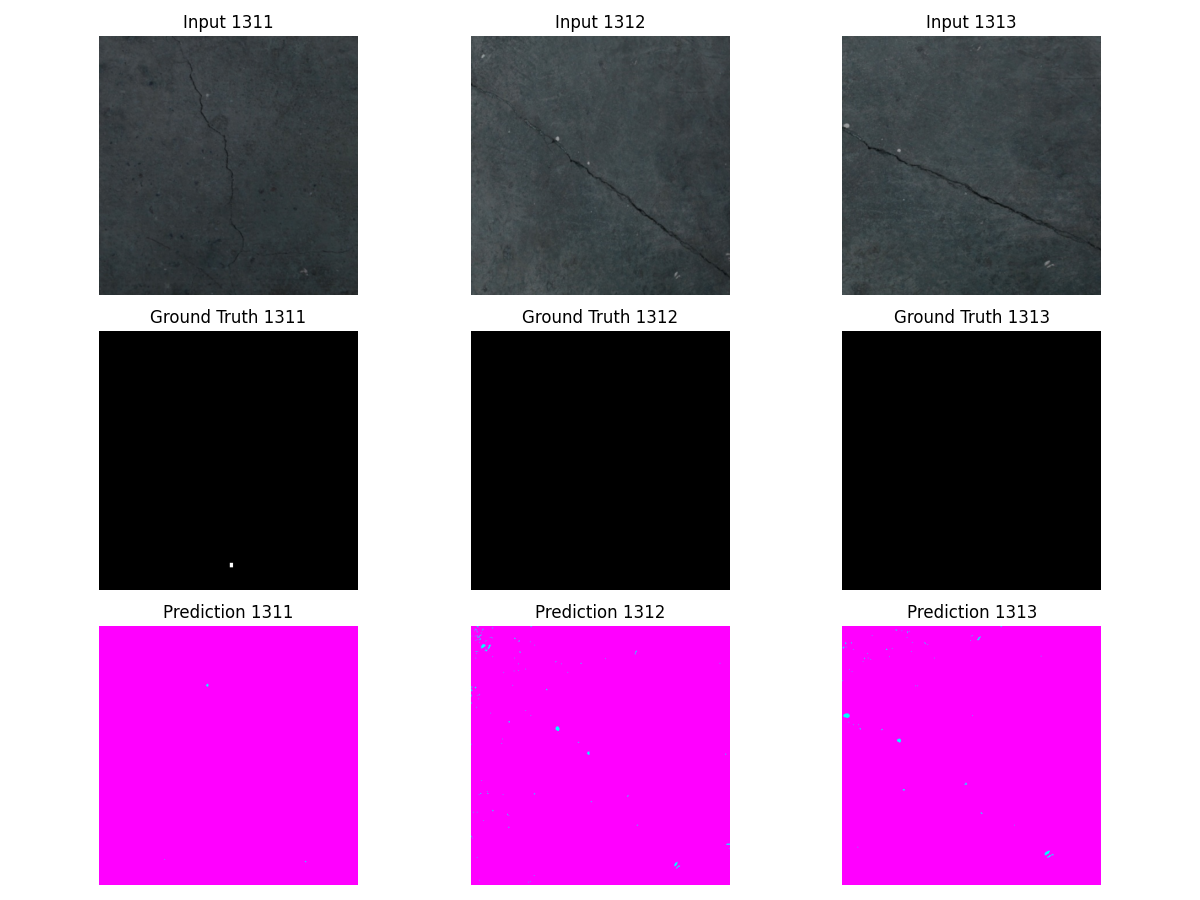 Input 1311
Input 1312
Input 1313
Ground Truth 1311
Ground Truth 1312
Ground Truth 1313
Prediction 1311
Prediction 1312
Prediction 1313